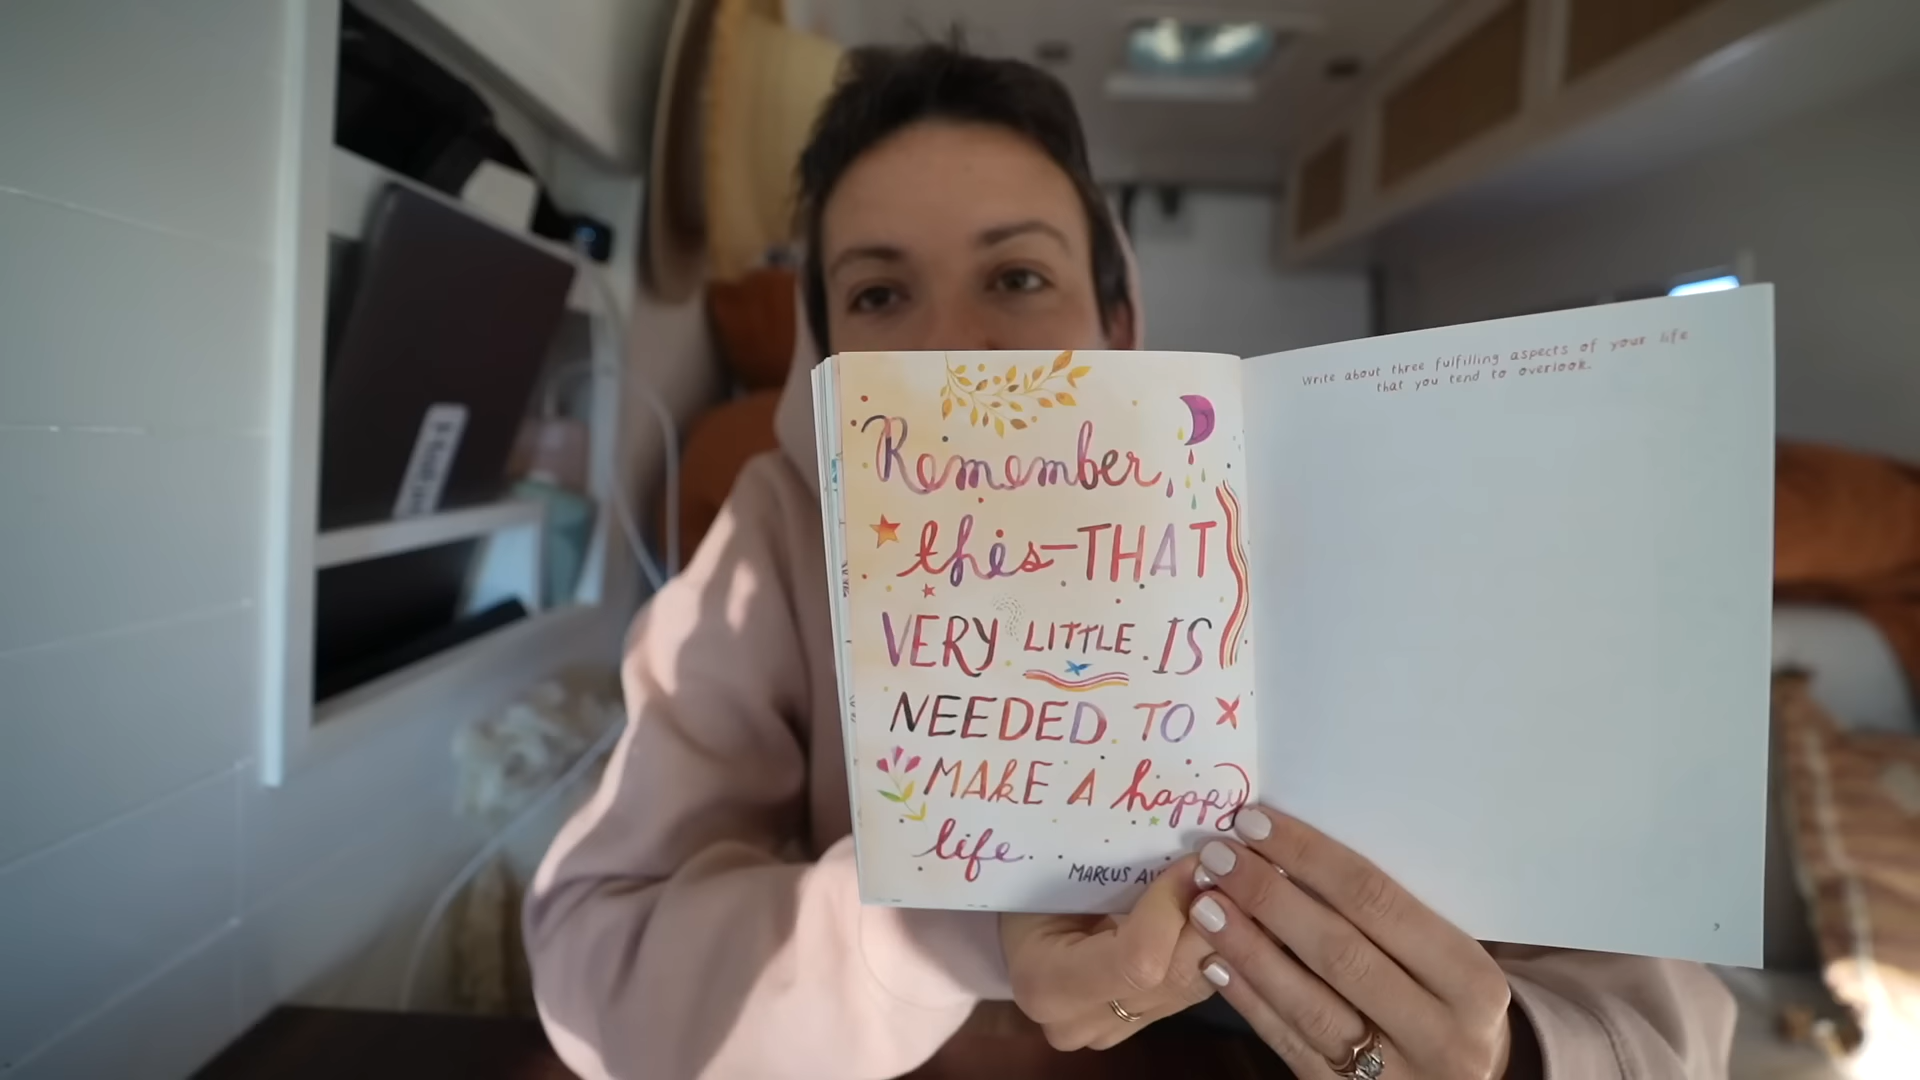 Remember
this—THAT
VERY LITTLE IS
NEEDED TO
MAKE A happy
life.
MARCUS
Write about three fulfilling aspects of your life
that you tend to overlook.